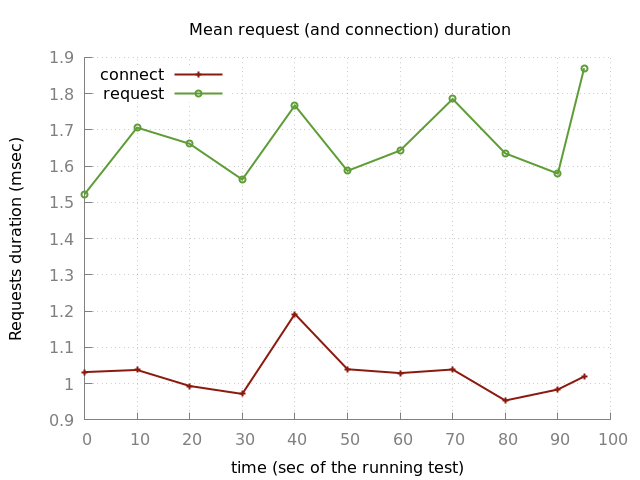 Mean request (and connection) duration
connect
request
Requests duration (msec)
1.9
1.8
1.7
1.6
1.5
1.4
1.3
1.2
1.1
1
0.9
0 10 20 30 40 50 60 70 80 90 100
time (sec of the running test)